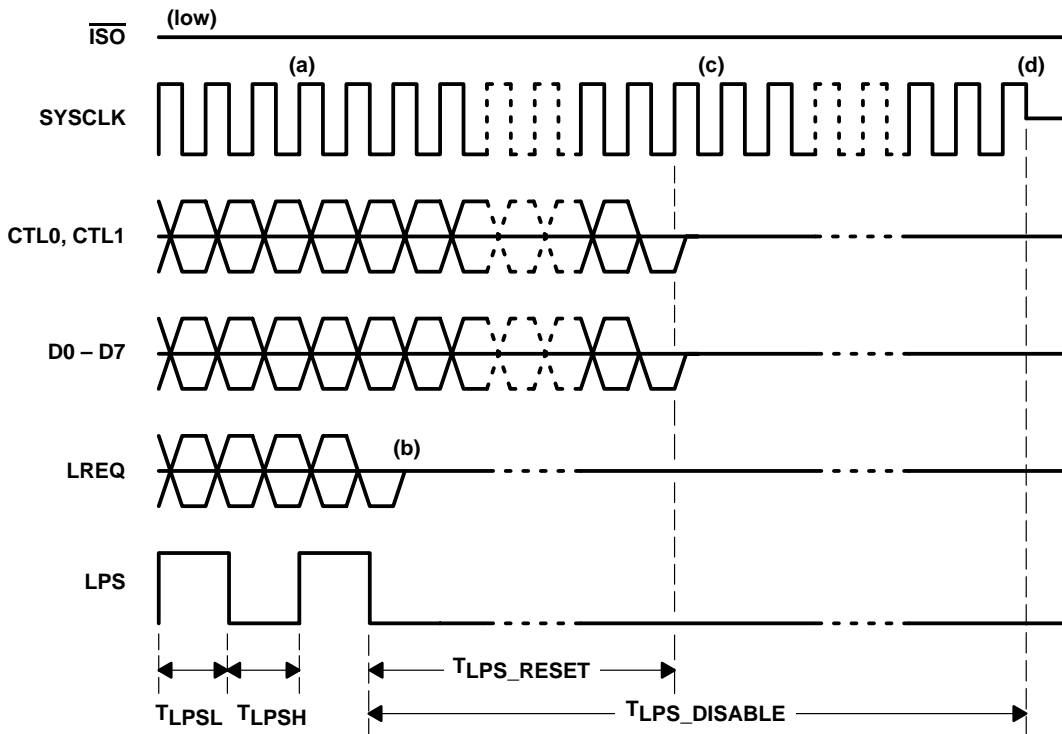 (low)
ISO
(a)
(c)
(d)
SYSCLK
CTL0, CTL1
D0 – D7
(b)
LREQ
LPS
TLPS_RESET
TLPSL
TLPSH
TLPS_DISABLE